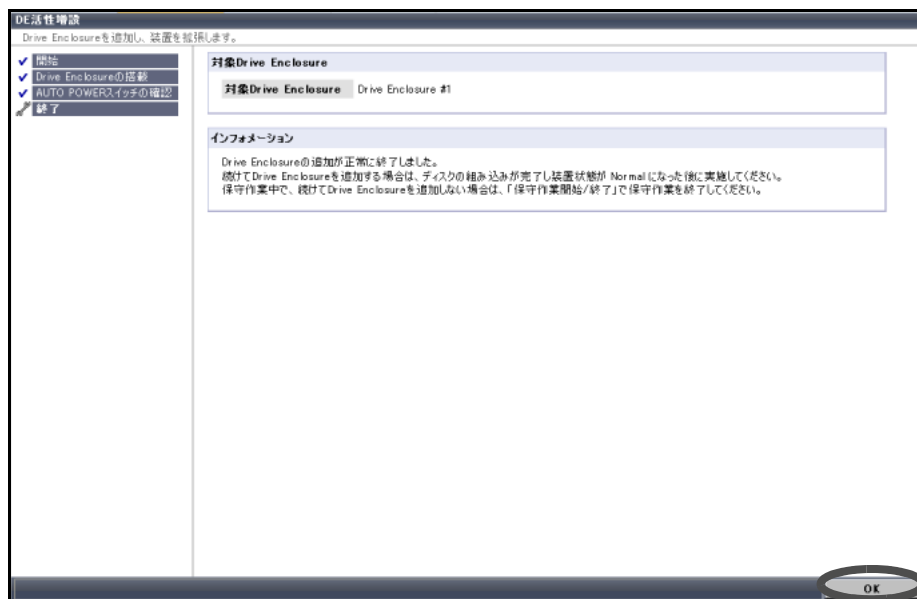 DE活性増設
Drive Enclosureを追加し、装置を拡張します。
開始
Drive Enclosureの搭載
AUTO POWERスイッチの確認
終了
対象Drive Enclosure
対象Drive Enclosure Drive Enclosure #1
インフォメーション
Drive Enclosureの追加が正常に終了しました。
続けてDrive Enclosureを追加する場合は、ディスクの組み込みが完了し装置状態が Normal になった後に実施してください。
保守作業中で、続けてDrive Enclosureを追加しない場合は、「保守作業開始/終了」で保守作業を終了してください。
OK